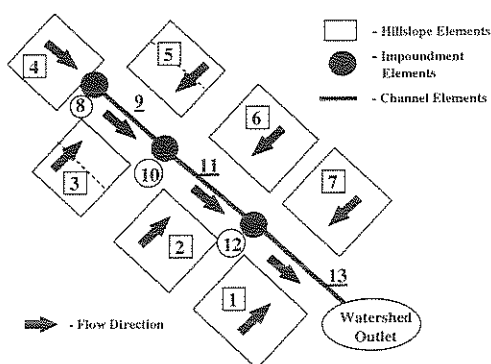 - Hillslope Elements
- Impoundment
Elements
- Channel Elements
4
5
8
9
3
6
10
11
7
2
12
1
13
- Flow Direction
Watershed
Outlet